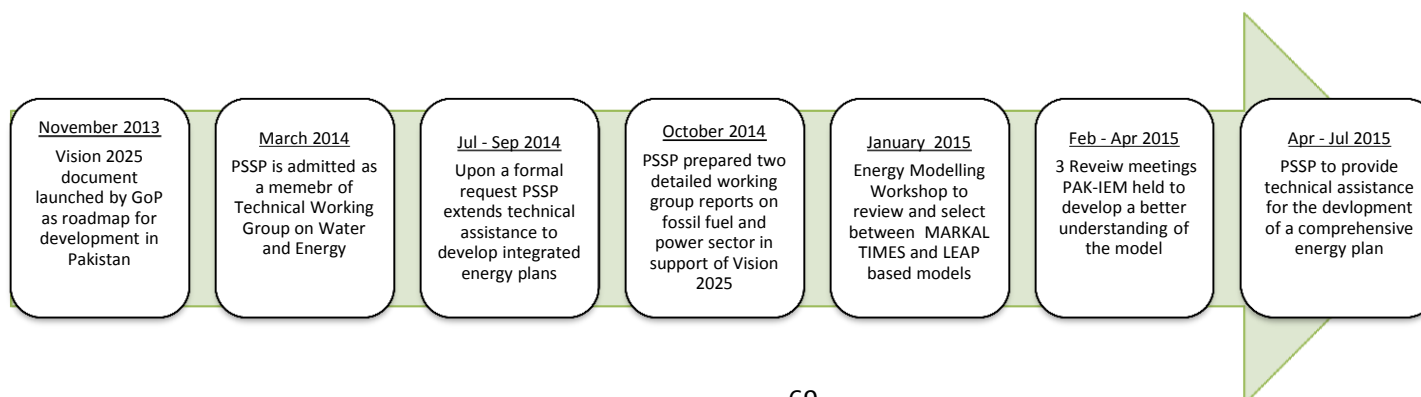 November 2013
Vision 2025
document
launched by GoP
as roadmap for
development in
Pakistan
March 2014
PSSP is admitted as
a memebr of
Technical Working
Group on Water
and Energy
Jul - Sep 2014
Upon a formal
request PSSP
extends technical
assistance to
develop integrated
energy plans
October 2014
PSSP prepared two
detailed working
group reports on
fossil fuel and
power sector in
support of Vision
2025
January 2015
Energy Modelling
Workshop to
review and select
between MARKAL
TIMES and LEAP
based models
Feb - Apr 2015
3 Reveiw meetings
PAK-IEM held to
develop a better
understanding of
the model
Apr - Jul 2015
PSSP to provide
technical assistance
for the devlopment
of a comprehensive
energy plan